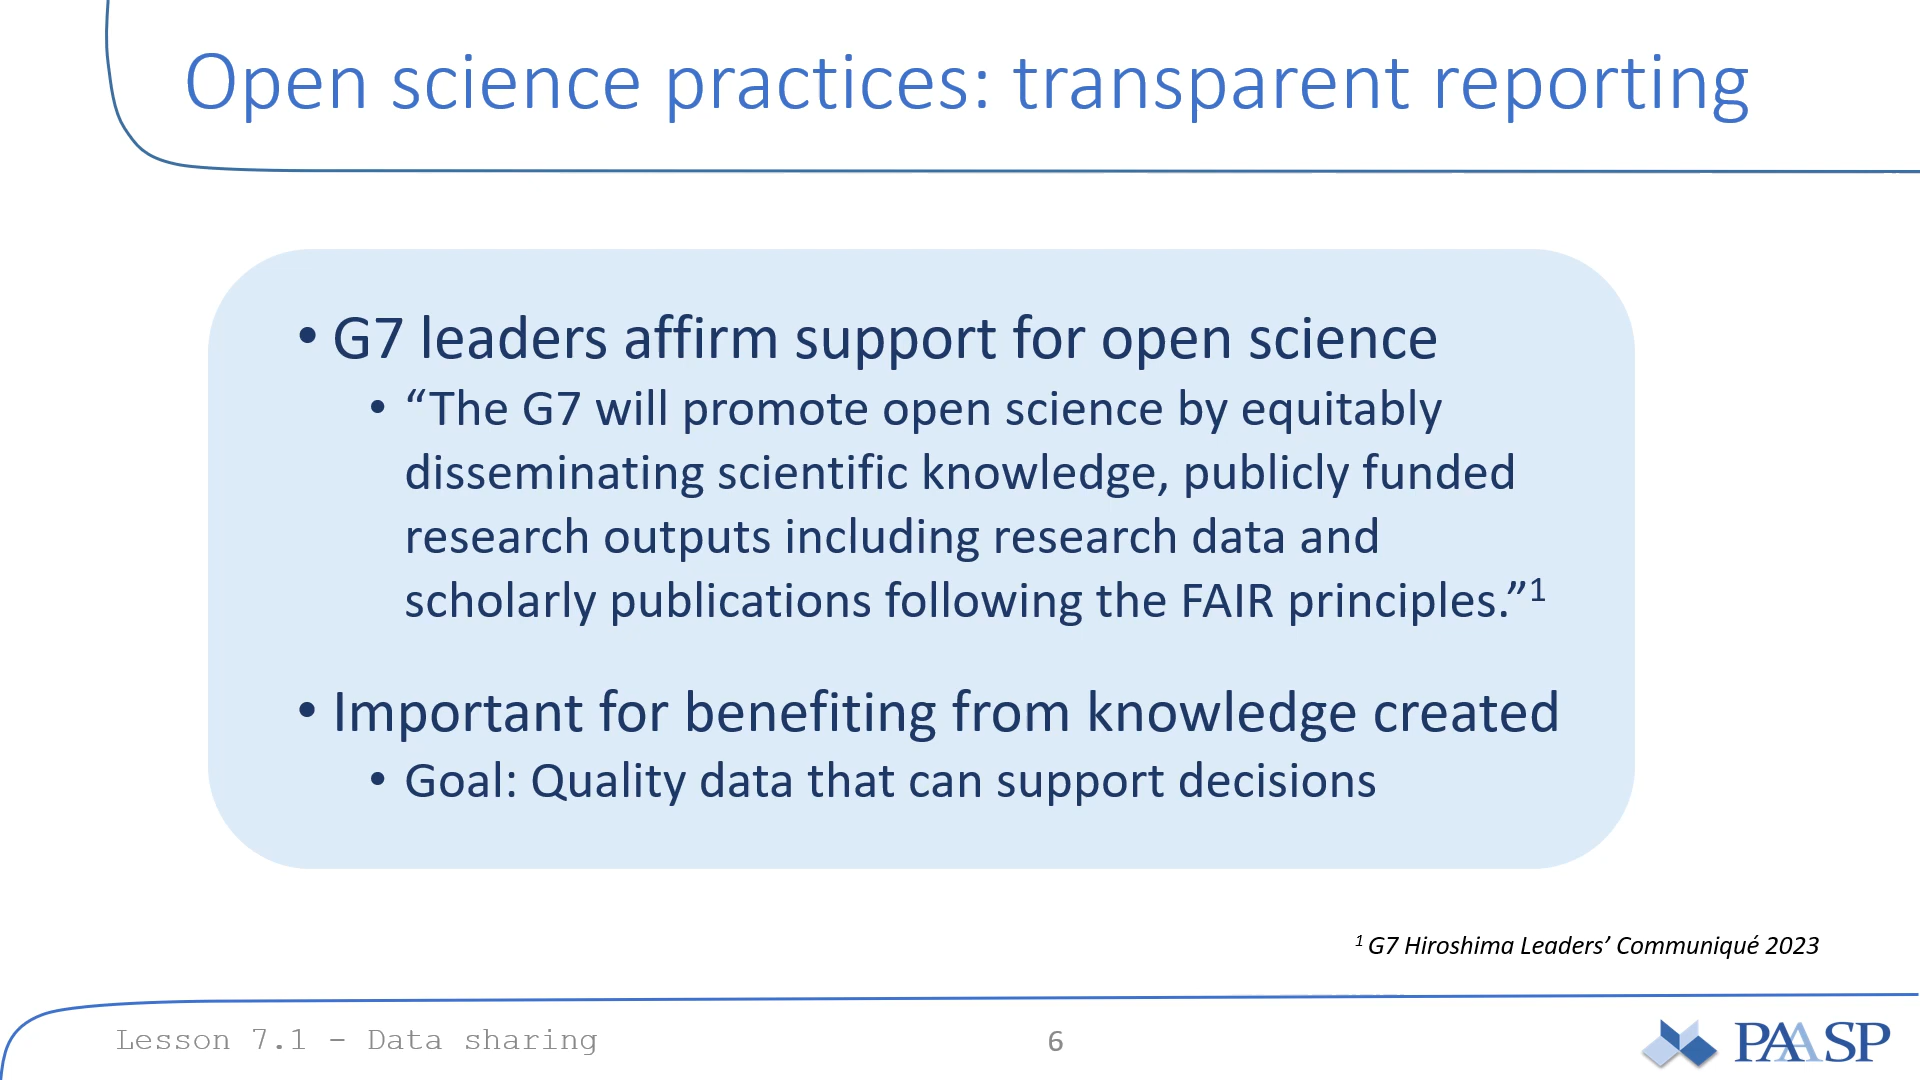 Open science practices: transparent reporting
• G7 leaders affirm support for open science
• “The G7 will promote open science by equitably
disseminating scientific knowledge, publicly funded
research outputs including research data and
scholarly publications following the FAIR principles.”¹
• Important for benefiting from knowledge created
• Goal: Quality data that can support decisions
¹ G7 Hiroshima Leaders’ Communiqué 2023
Lesson 7.1 – Data sharing
6
PAASP